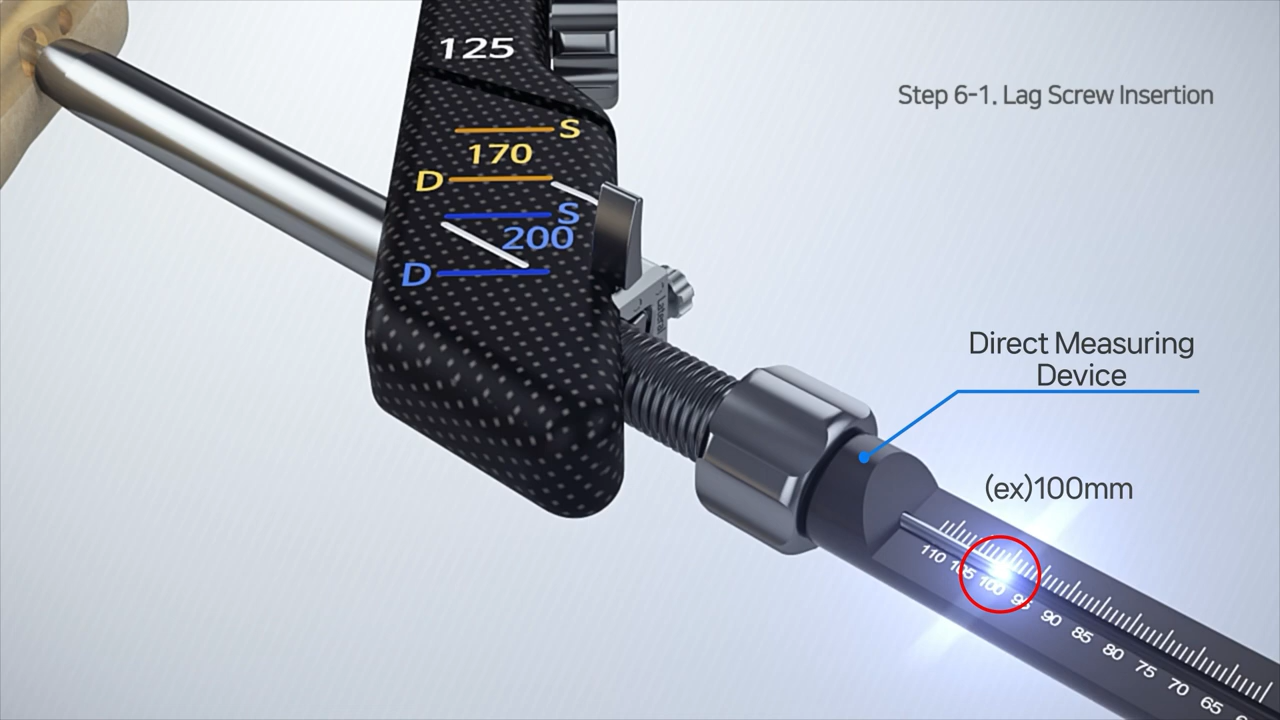 125
Step 6-1. Lag Screw Insertion
S
170
D
S
200
D
Direct Measuring
Device
(ex)100mm
110 105 100 95 90 85 80 75 70 65